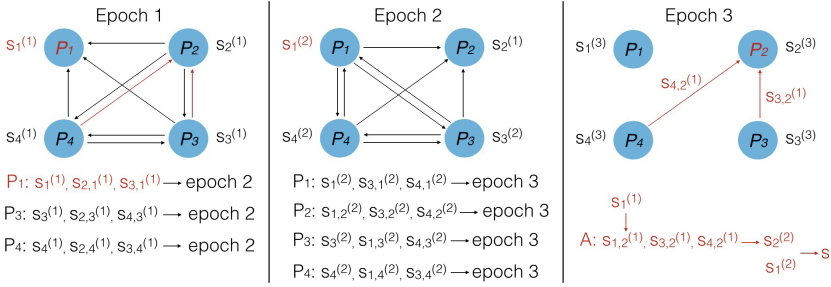 Epoch 1
s₁⁽¹⁾ P₁ P₂ s₂⁽¹⁾
s₄⁽¹⁾ P₄ P₃ s₃⁽¹⁾
P₁: s₁⁽¹⁾, s₂,₁⁽¹⁾, s₃,₁⁽¹⁾ → epoch 2
P₃: s₃⁽¹⁾, s₂,₃⁽¹⁾, s₄,₃⁽¹⁾ → epoch 2
P₄: s₄⁽¹⁾, s₂,₄⁽¹⁾, s₃,₄⁽¹⁾ → epoch 2
Epoch 2
s₁⁽²⁾ P₁ P₂ s₂⁽¹⁾
s₄⁽²⁾ P₄ P₃ s₃⁽²⁾
P₁: s₁⁽²⁾, s₃,₁⁽²⁾, s₄,₁⁽²⁾ → epoch 3
P₂: s₁,₂⁽²⁾, s₃,₂⁽²⁾, s₄,₂⁽²⁾ → epoch 3
P₃: s₃⁽²⁾, s₁,₃⁽²⁾, s₄,₃⁽²⁾ → epoch 3
P₄: s₄⁽²⁾, s₁,₄⁽²⁾, s₃,₄⁽²⁾ → epoch 3
Epoch 3
s₁⁽³⁾ P₁ P₂ s₂⁽³⁾
s₄,₂⁽¹⁾ s₃,₂⁽¹⁾
s₄⁽³⁾ P₄ P₃ s₃⁽³⁾
s₁⁽¹⁾
A: s₁,₂⁽¹⁾, s₃,₂⁽¹⁾, s₄,₂⁽¹⁾ → s₂⁽²⁾
s₁⁽²⁾ → s